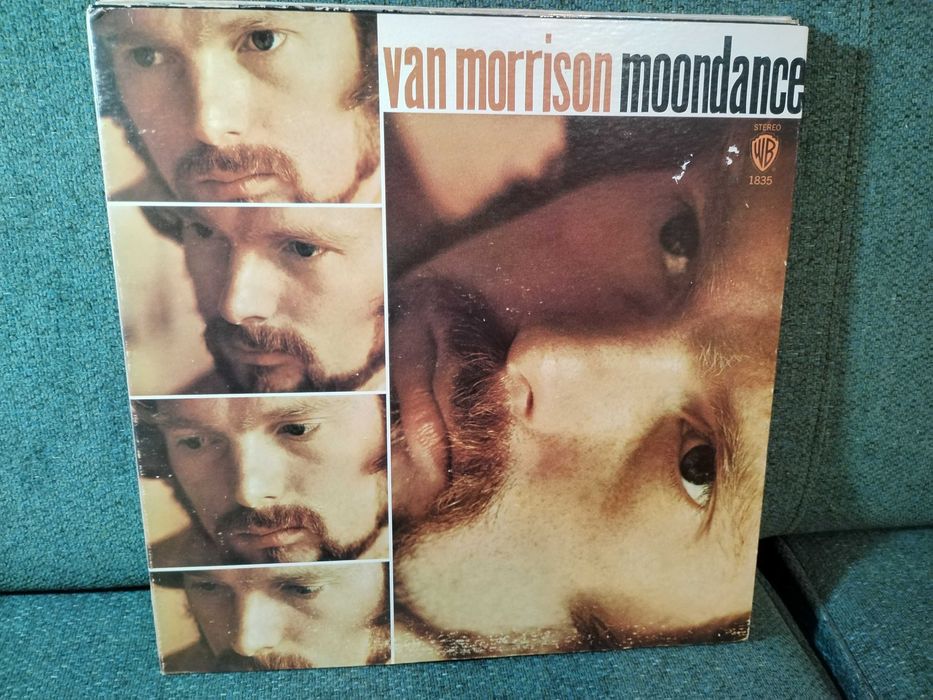 van morrison moondance
STEREO
WB
1835